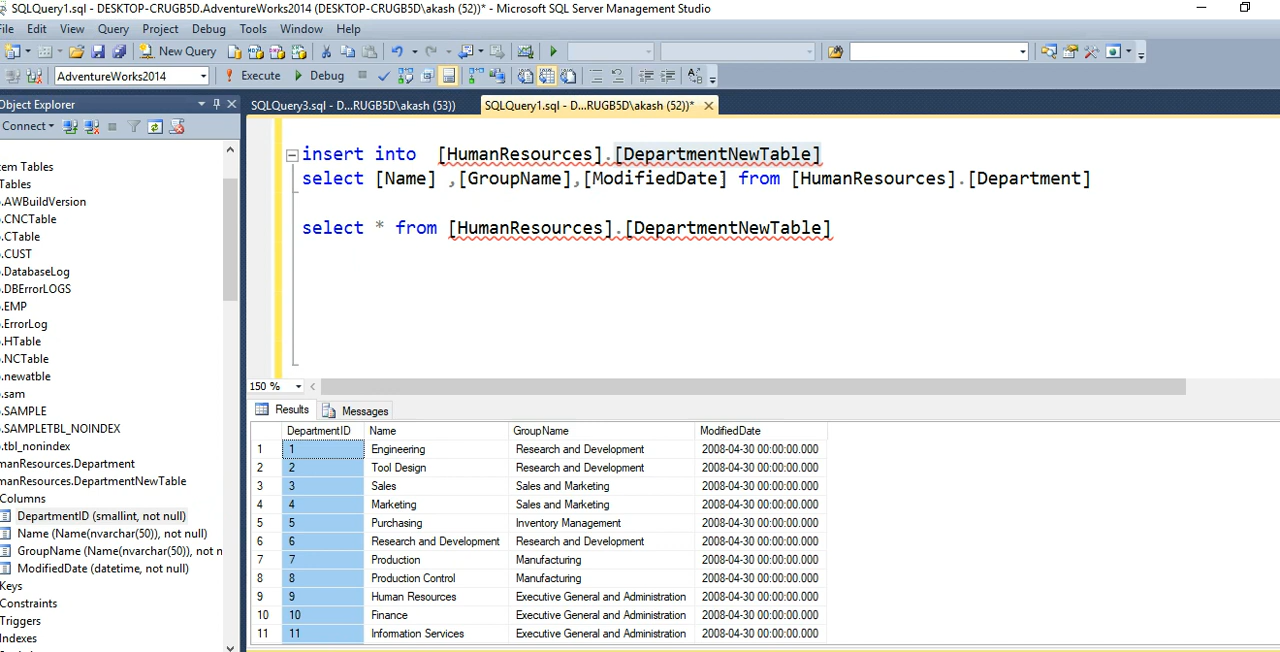 SQLQuery1.sql - DESKTOP-CRUGB5D.AdventureWorks2014 (DESKTOP-CRUGB5D\akash (52))* - Microsoft SQL Server Management Studio
File Edit View Query Project Debug Tools Window Help
New Query
AdventureWorks2014 Execute Debug
Object Explorer
SQLQuery3.sql - D...RUGB5D\akash (53))
SQLQuery1.sql - D...RUGB5D\akash (52))*
Connect
tem Tables
Tables
.AWBuildVersion
.CNCTable
.CTable
.CUST
.DatabaseLog
.DBErrorLOGS
.EMP
.ErrorLog
.HTable
.NCTable
.newatble
.sam
.SAMPLE
.SAMPLETBL_NOINDEX
.tbl_nonindex
manResources.Department
manResources.DepartmentNewTable
Columns
DepartmentID (smallint, not null)
Name (Name(nvarchar(50)), not null)
GroupName (Name(nvarchar(50)), not n
ModifiedDate (datetime, not null)
Keys
Constraints
Triggers
Indexes
insert into [HumanResources].[DepartmentNewTable]
select [Name] ,[GroupName],[ModifiedDate] from [HumanResources].[Department]
select * from [HumanResources].[DepartmentNewTable]
150 %
Results Messages
DepartmentID Name GroupName ModifiedDate
1 1 Engineering Research and Development 2008-04-30 00:00:00.000
2 2 Tool Design Research and Development 2008-04-30 00:00:00.000
3 3 Sales Sales and Marketing 2008-04-30 00:00:00.000
4 4 Marketing Sales and Marketing 2008-04-30 00:00:00.000
5 5 Purchasing Inventory Management 2008-04-30 00:00:00.000
6 6 Research and Development Research and Development 2008-04-30 00:00:00.000
7 7 Production Manufacturing 2008-04-30 00:00:00.000
8 8 Production Control Manufacturing 2008-04-30 00:00:00.000
9 9 Human Resources Executive General and Administration 2008-04-30 00:00:00.000
10 10 Finance Executive General and Administration 2008-04-30 00:00:00.000
11 11 Information Services Executive General and Administration 2008-04-30 00:00:00.000